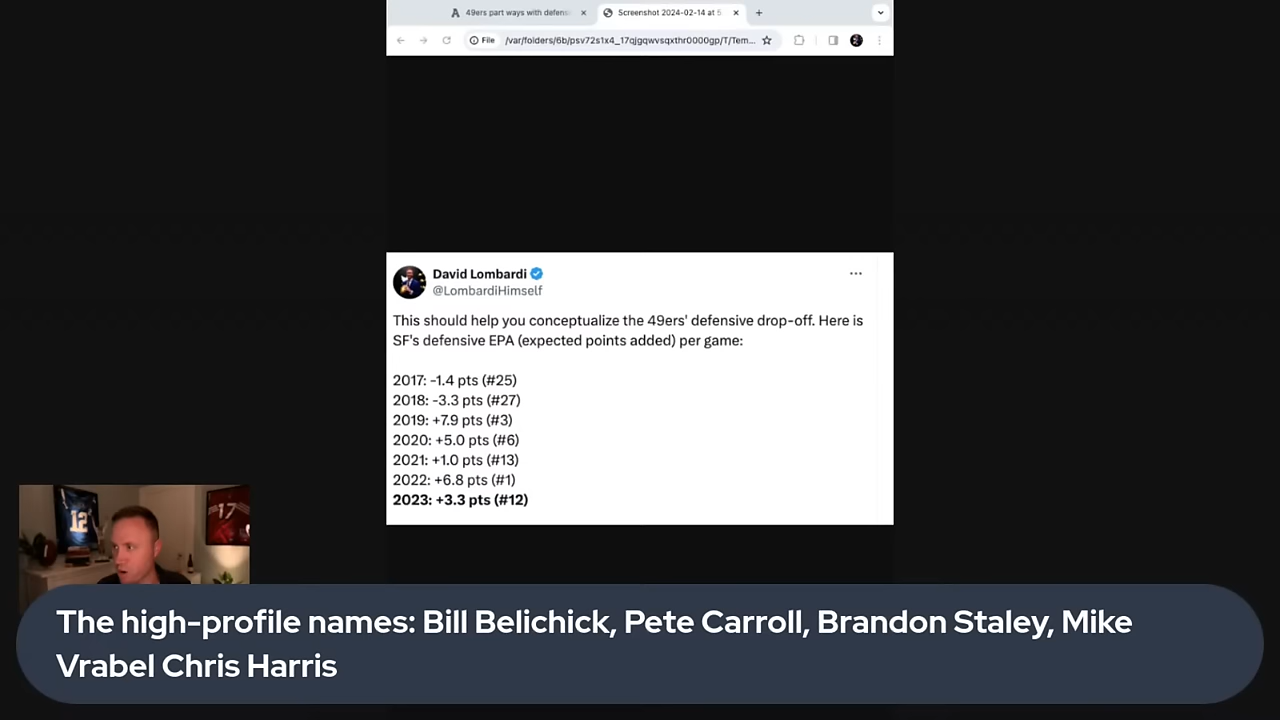 49ers part ways with defens
Screenshot 2024-02-14 at 5
File
/var/folders/6b/psv72s1x4_17qjgqwvsqxthr0000gp/T/Tem...
David Lombardi
@LombardiHimself
This should help you conceptualize the 49ers' defensive drop-off. Here is
SF's defensive EPA (expected points added) per game:
2017: -1.4 pts (#25)
2018: -3.3 pts (#27)
2019: +7.9 pts (#3)
2020: +5.0 pts (#6)
2021: +1.0 pts (#13)
2022: +6.8 pts (#1)
2023: +3.3 pts (#12)
12
17
The high-profile names: Bill Belichick, Pete Carroll, Brandon Staley, Mike
Vrabel Chris Harris